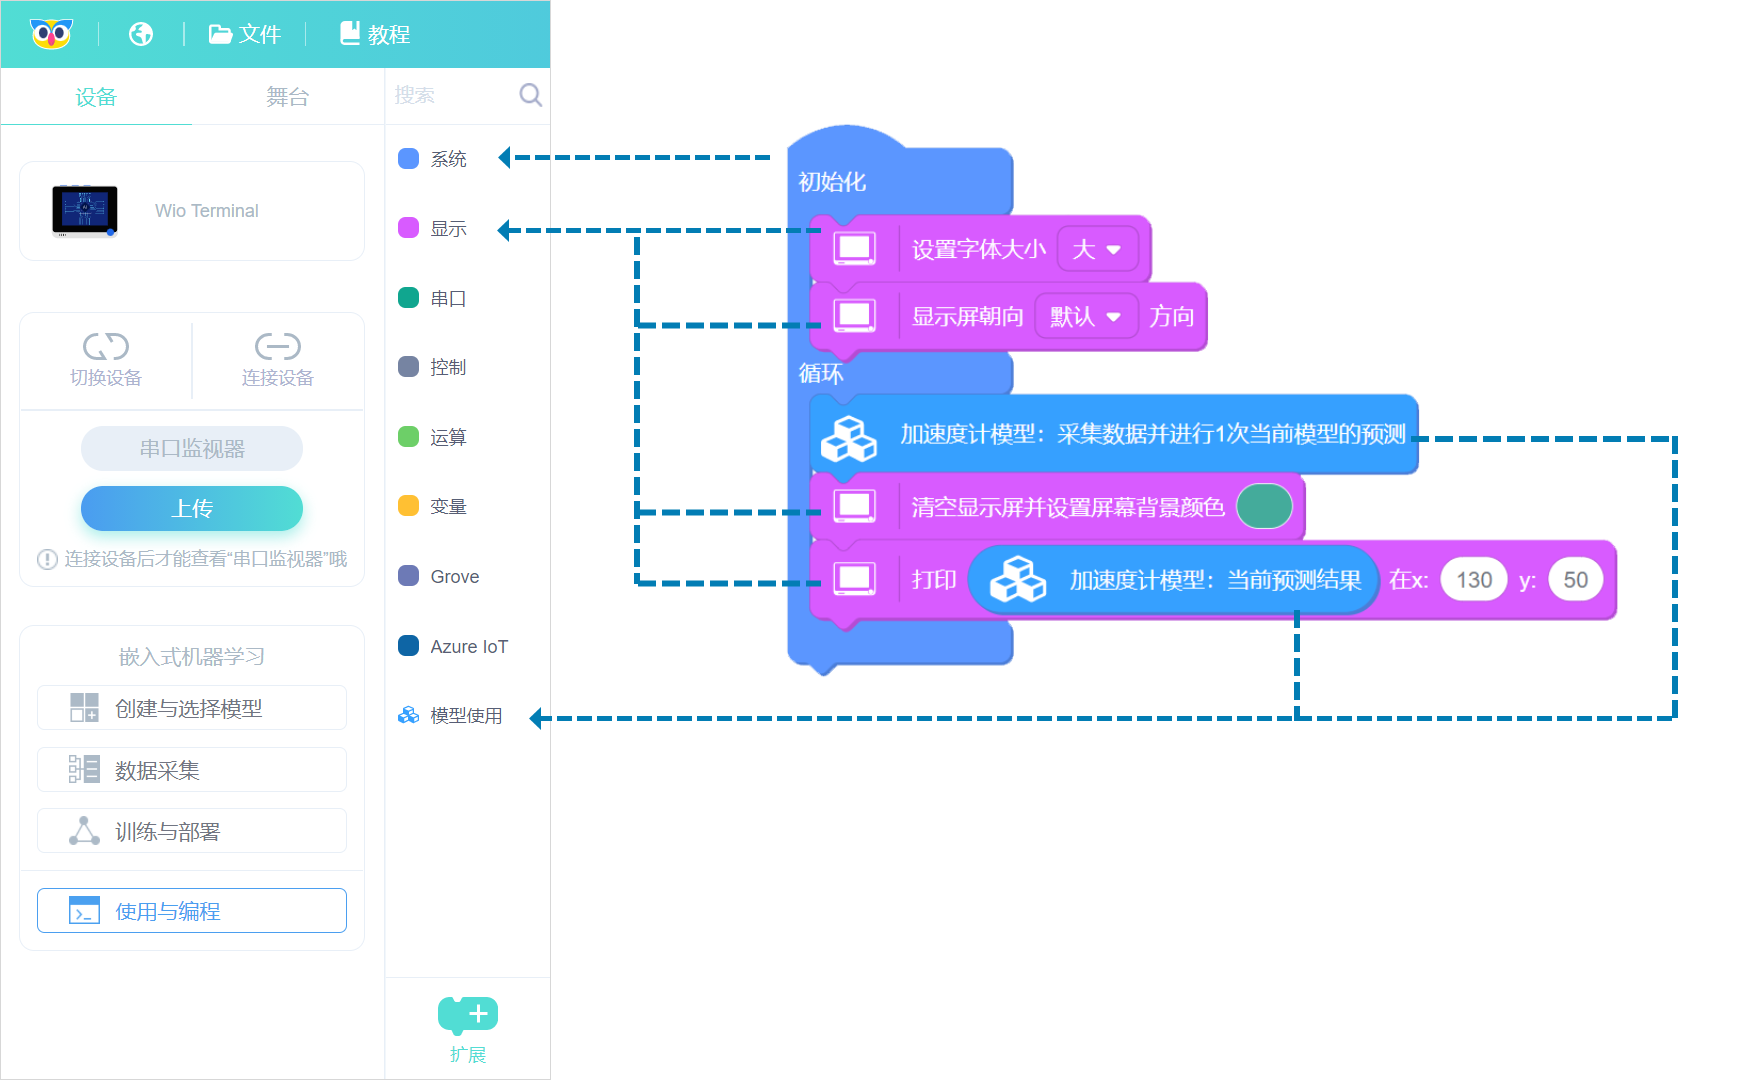 文件
教程
设备
舞台
搜索
Wio Terminal
切换设备
连接设备
串口监视器
上传
连接设备后才能查看“串口监视器”哦
嵌入式机器学习
创建与选择模型
数据采集
训练与部署
使用与编程
系统
显示
串口
控制
运算
变量
Grove
Azure IoT
模型使用
扩展
初始化
设置字体大小 大
显示屏朝向 默认 方向
循环
加速度计模型：采集数据并进行1次当前模型的预测
清空显示屏并设置屏幕背景颜色
打印 加速度计模型：当前预测结果 在x: 130 y: 50